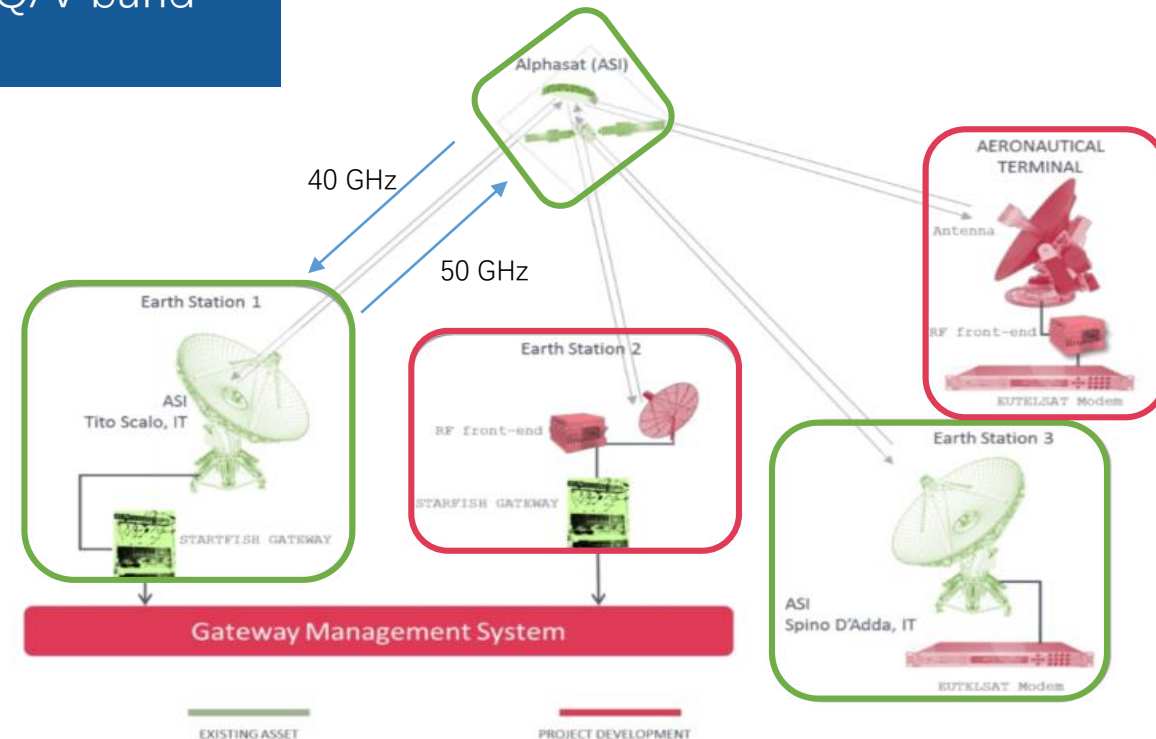 Q/V band
Alphasat (ASI)
40 GHz
50 GHz
AERONAUTICAL
TERMINAL
Antenna
RF front-end
EUTELSAT Modem
Earth Station 1
ASI
Tito Scalo, IT
STARTFISH GATEWAY
Earth Station 2
RF front-end
STARFISH GATEWAY
Earth Station 3
ASI
Spino D'Adda, IT
EUTELSAT Modem
Gateway Management System
EXISTING ASSET
PROJECT DEVELOPMENT